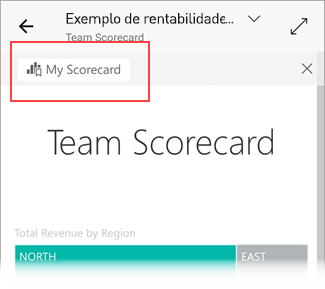 Exemplo de rentabilidade...
Team Scorecard
My Scorecard
Team Scorecard
Total Revenue by Region
NORTH
EAST